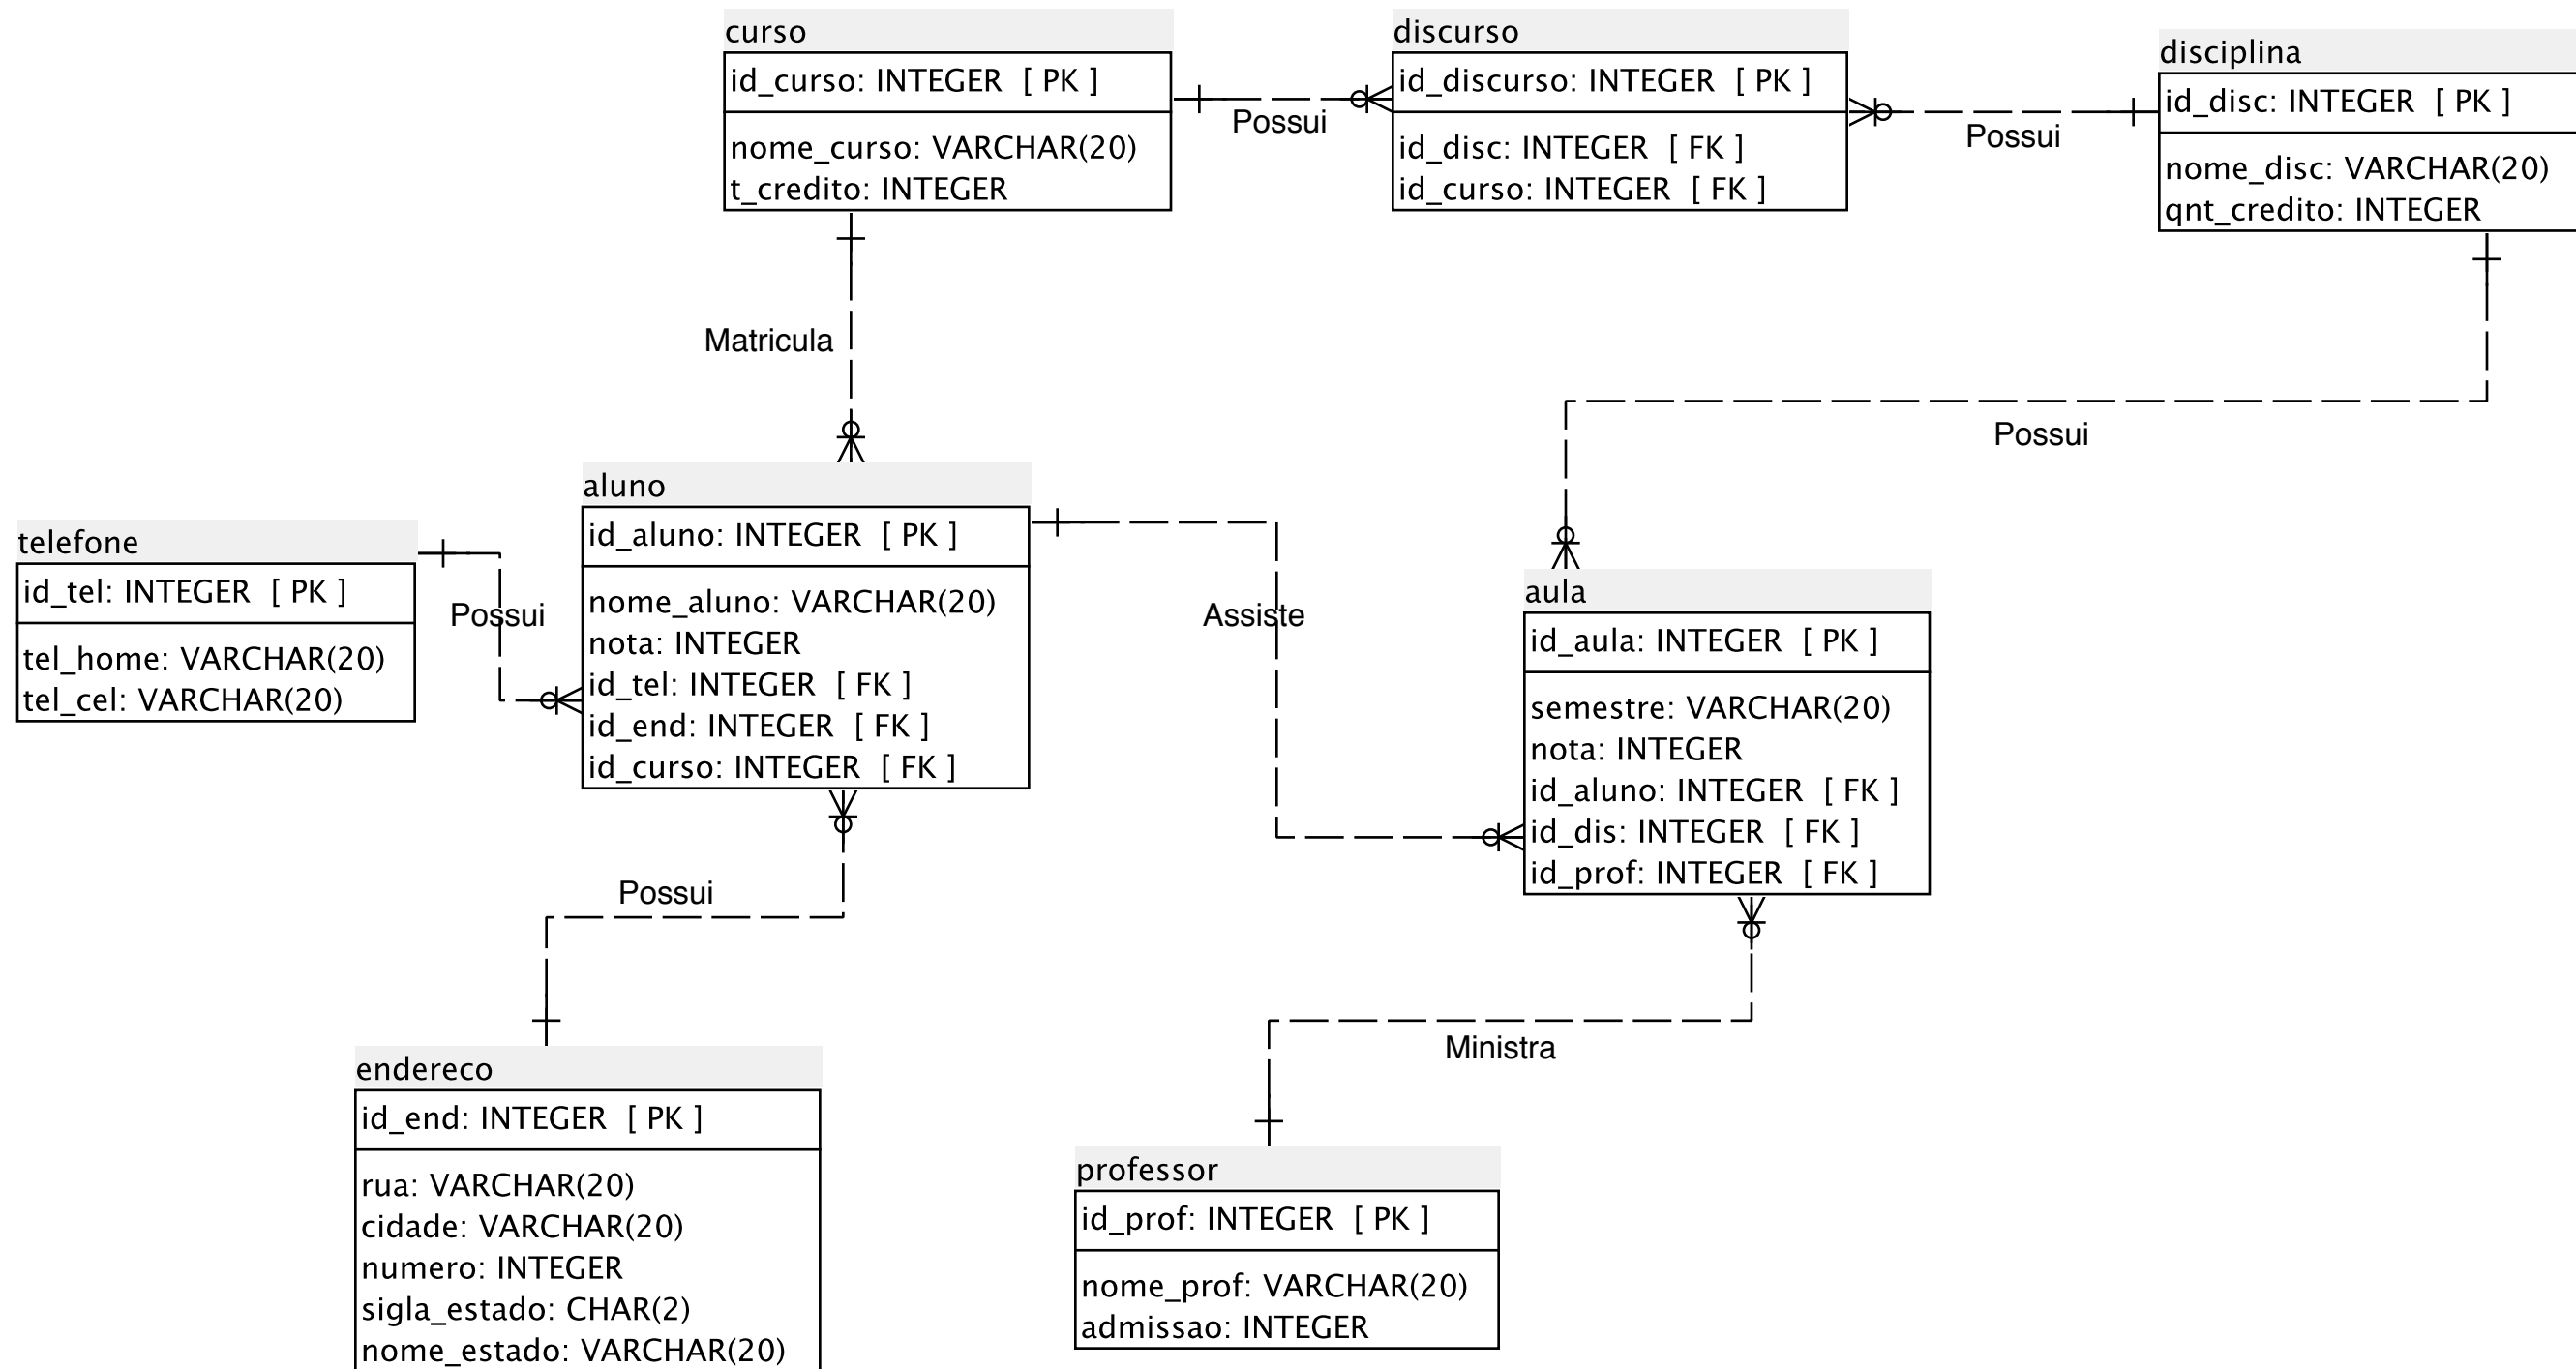 curso
id_curso: INTEGER [ PK ]
nome_curso: VARCHAR(20)
t_credito: INTEGER
Possui
discurso
id_discurso: INTEGER [ PK ]
id_disc: INTEGER [ FK ]
id_curso: INTEGER [ FK ]
Possui
disciplina
id_disc: INTEGER [ PK ]
nome_disc: VARCHAR(20)
qnt_credito: INTEGER
Matricula
Possui
telefone
id_tel: INTEGER [ PK ]
tel_home: VARCHAR(20)
tel_cel: VARCHAR(20)
Possui
aluno
id_aluno: INTEGER [ PK ]
nome_aluno: VARCHAR(20)
nota: INTEGER
id_tel: INTEGER [ FK ]
id_end: INTEGER [ FK ]
id_curso: INTEGER [ FK ]
Assiste
aula
id_aula: INTEGER [ PK ]
semestre: VARCHAR(20)
nota: INTEGER
id_aluno: INTEGER [ FK ]
id_dis: INTEGER [ FK ]
id_prof: INTEGER [ FK ]
Possui
Ministra
endereco
id_end: INTEGER [ PK ]
rua: VARCHAR(20)
cidade: VARCHAR(20)
numero: INTEGER
sigla_estado: CHAR(2)
nome_estado: VARCHAR(20)
professor
id_prof: INTEGER [ PK ]
nome_prof: VARCHAR(20)
admissao: INTEGER